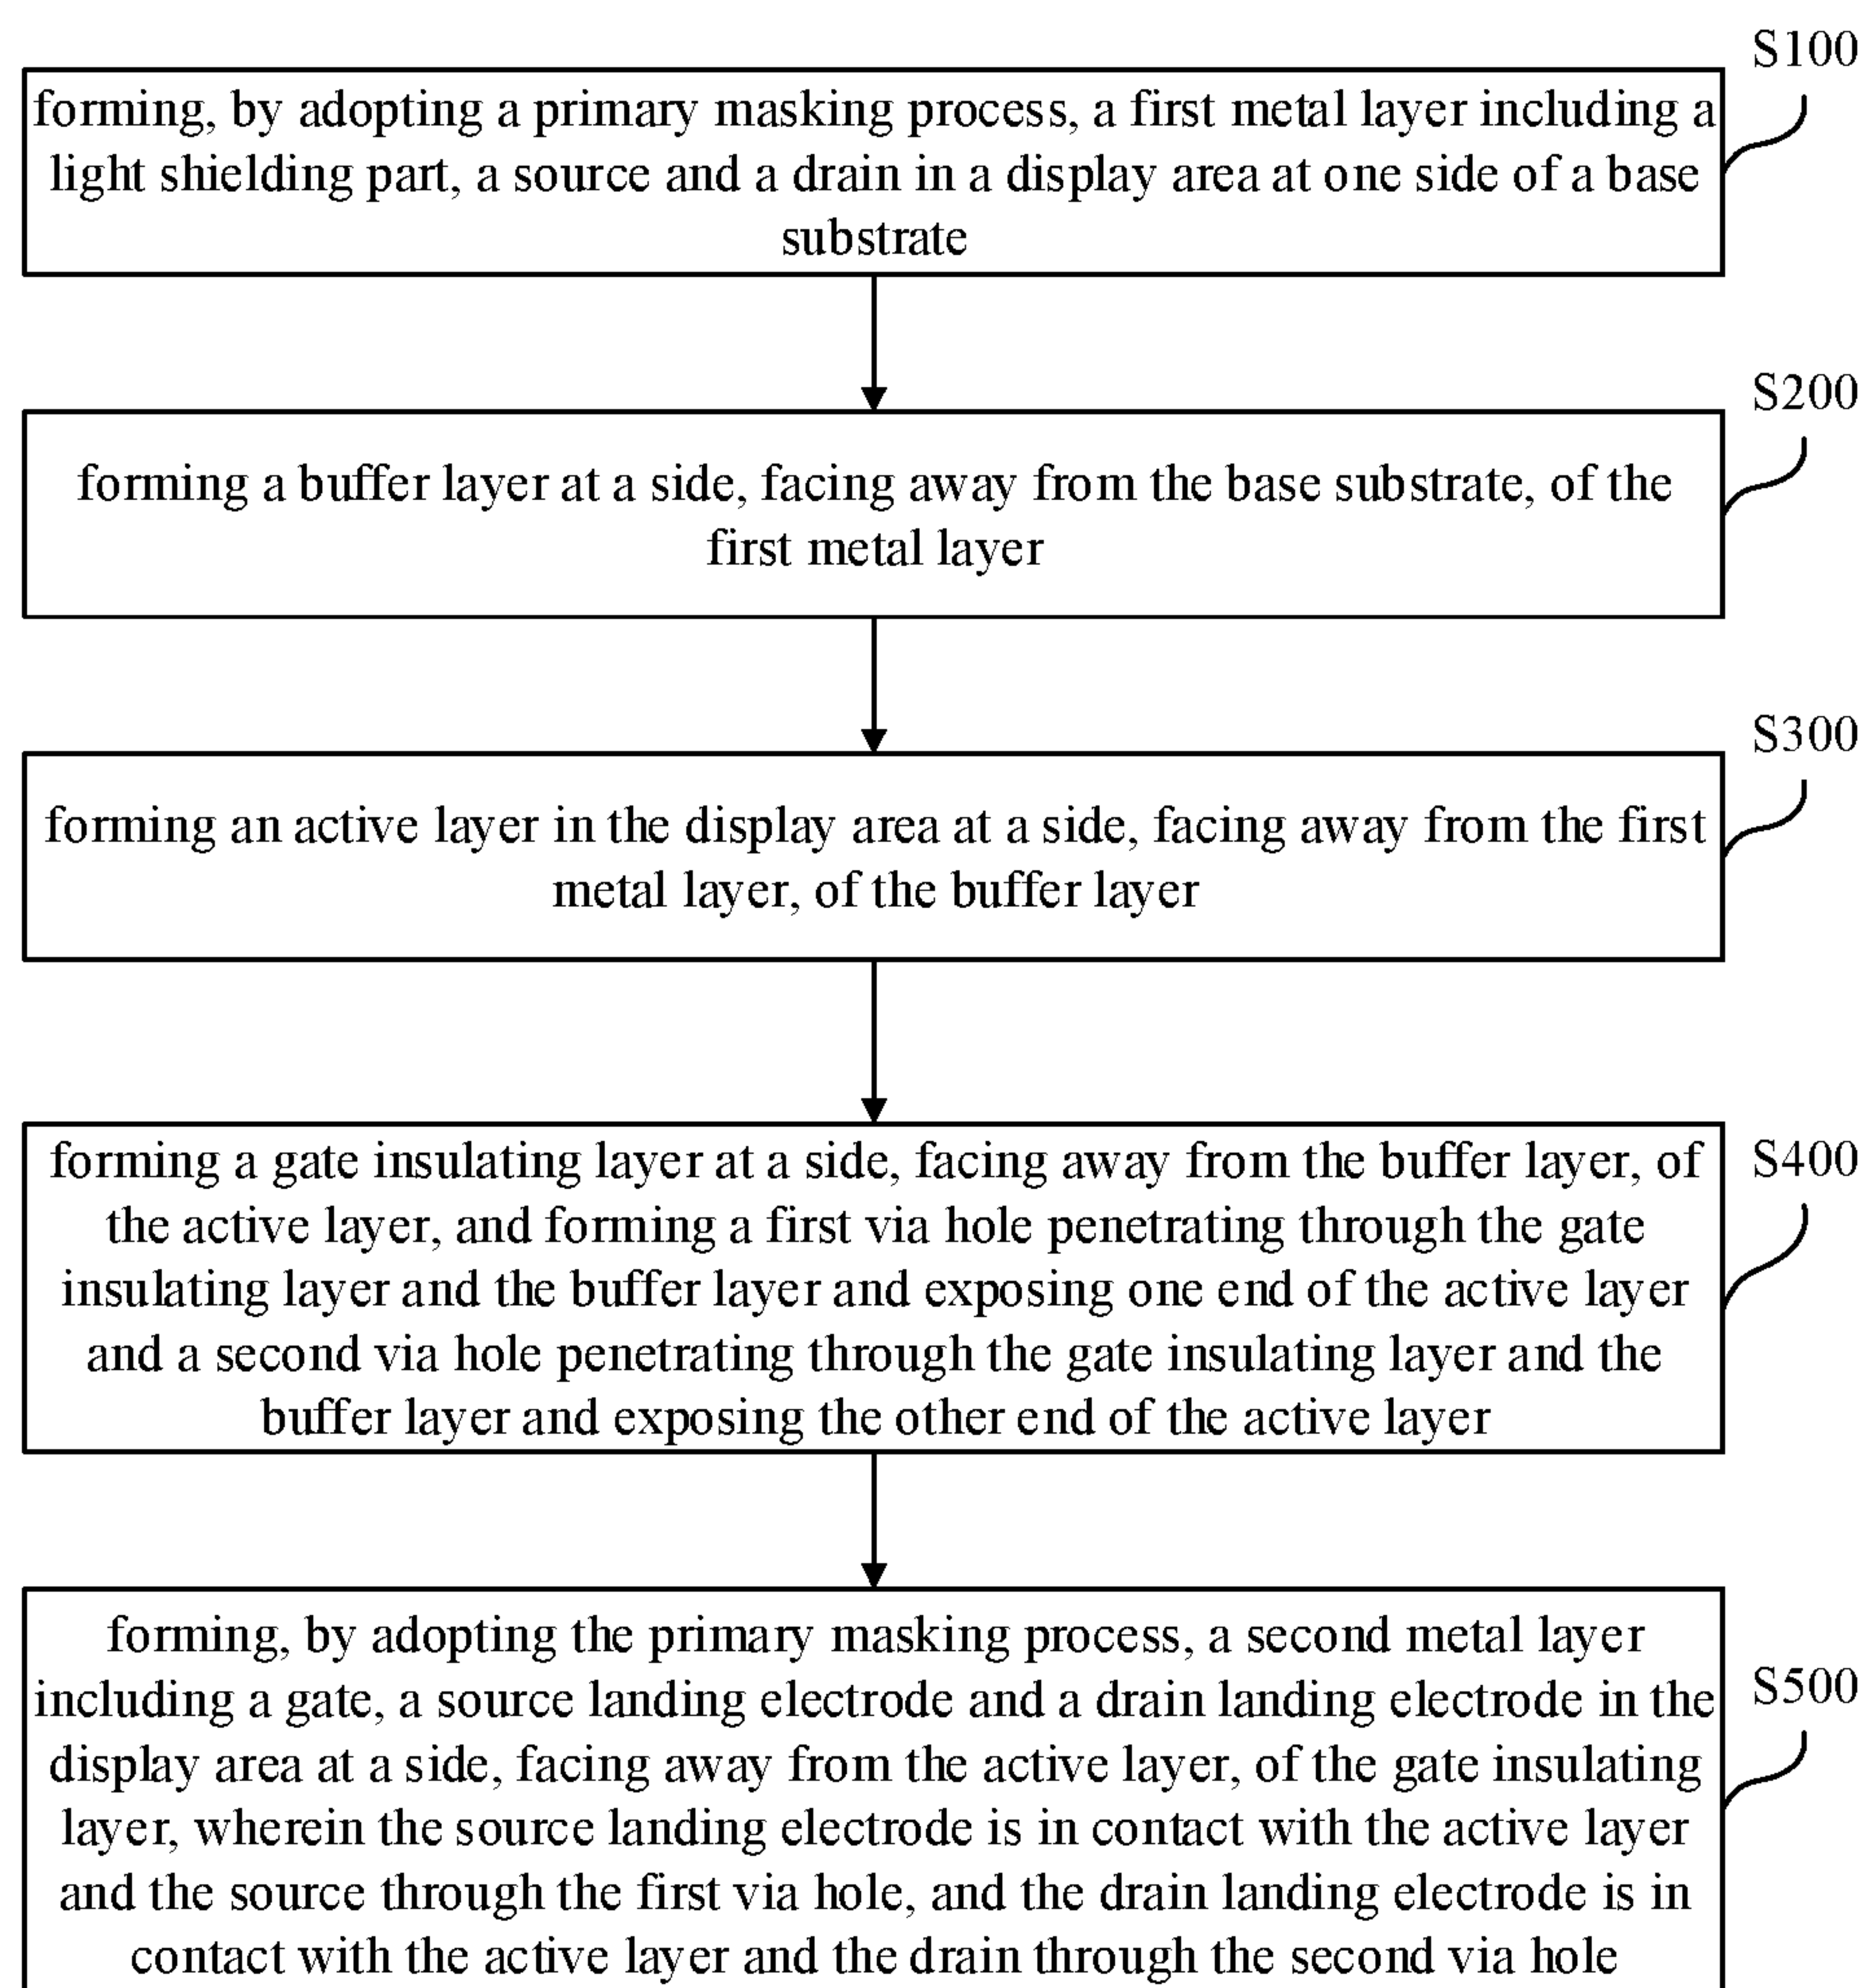 S100
forming, by adopting a primary masking process, a first metal layer including a
light shielding part, a source and a drain in a display area at one side of a base
substrate
S200
forming a buffer layer at a side, facing away from the base substrate, of the
first metal layer
S300
forming an active layer in the display area at a side, facing away from the first
metal layer, of the buffer layer
S400
forming a gate insulating layer at a side, facing away from the buffer layer, of
the active layer, and forming a first via hole penetrating through the gate
insulating layer and the buffer layer and exposing one end of the active layer
and a second via hole penetrating through the gate insulating layer and the
buffer layer and exposing the other end of the active layer
S500
forming, by adopting the primary masking process, a second metal layer
including a gate, a source landing electrode and a drain landing electrode in the
display area at a side, facing away from the active layer, of the gate insulating
layer, wherein the source landing electrode is in contact with the active layer
and the source through the first via hole, and the drain landing electrode is in
contact with the active layer and the drain through the second via hole